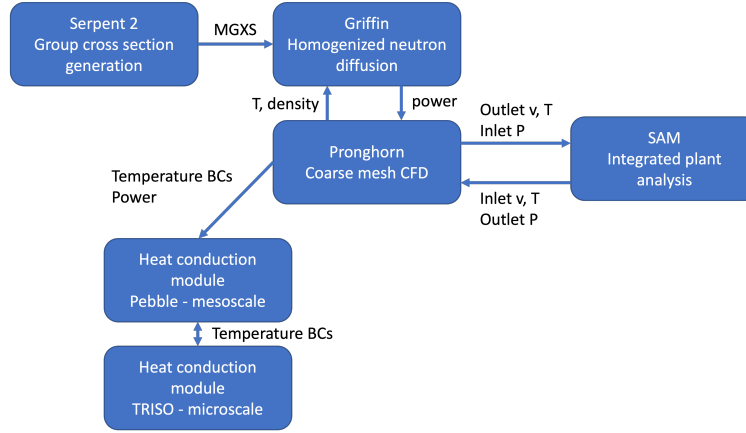 Serpent 2
Group cross section
generation
MGXS
Griffin
Homogenized neutron
diffusion
T, density
power
Pronghorn
Coarse mesh CFD
Outlet v, T
Inlet P
SAM
Integrated plant
analysis
Inlet v, T
Outlet P
Temperature BCs
Power
Heat conduction
module
Pebble - mesoscale
Temperature BCs
Heat conduction
module
TRISO - microscale